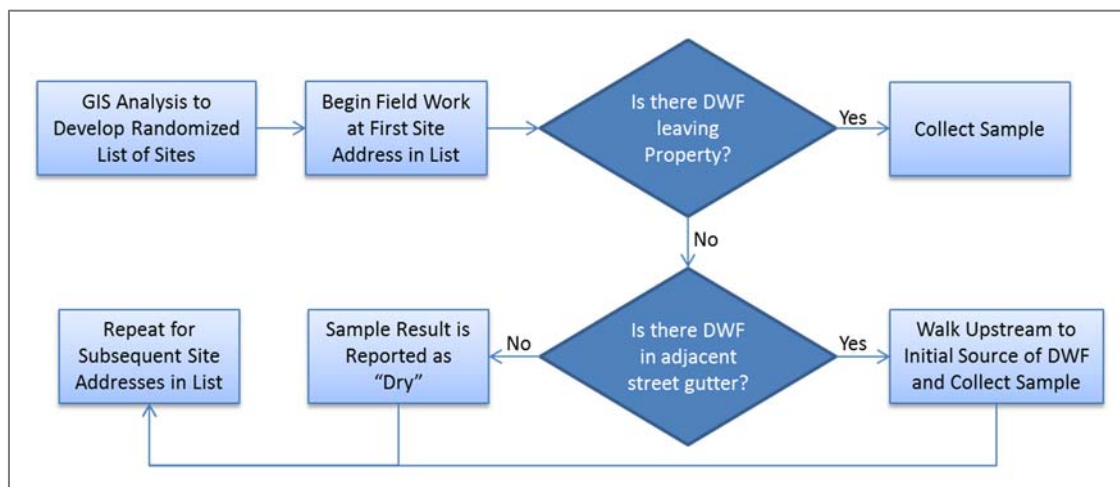 GIS Analysis to
Develop Randomized
List of Sites
Begin Field Work
at First Site
Address in List
Is there DWF
leaving
Property?
Yes
Collect Sample
No
Repeat for
Subsequent Site
Addresses in List
Sample Result is
Reported as
“Dry”
No
Is there DWF
in adjacent
street gutter?
Yes
Walk Upstream to
Initial Source of DWF
and Collect Sample